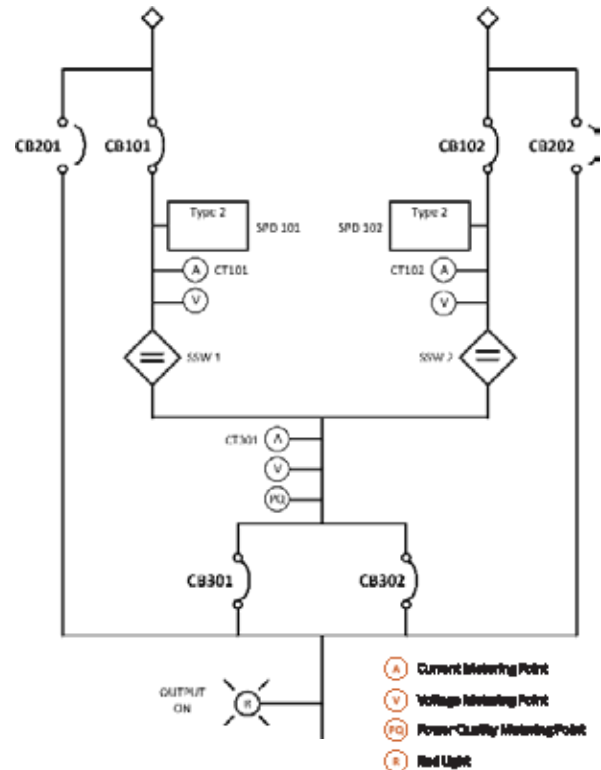 CB201
CB101
CB102
CB202
Type 2
SPD 101
SPD 102
Type 2
A
CT101
CT102
A
V
V
SSW 1
SSW 2
CT301
A
V
PQ
CB301
CB302
OUTPUT
ON
R
A Current Metering Point
V Voltage Metering Point
PQ Power Quality Metering Point
R Red Light